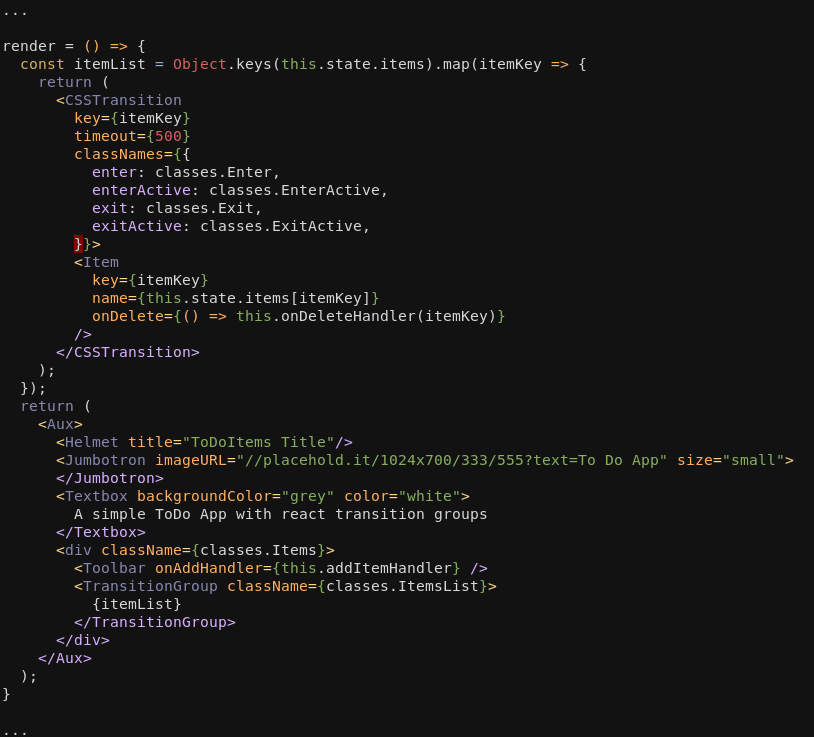 ...
render = () => {
  const itemList = Object.keys(this.state.items).map(itemKey => {
    return (
      <CSSTransition
        key={itemKey}
        timeout={500}
        classNames={{
          enter: classes.Enter,
          enterActive: classes.EnterActive,
          exit: classes.Exit,
          exitActive: classes.ExitActive,
        }}>
        <Item
          key={itemKey}
          name={this.state.items[itemKey]}
          onDelete={() => this.onDeleteHandler(itemKey)}
        />
      </CSSTransition>
    );
  });
  return (
    <Aux>
      <Helmet title="ToDoItems Title"/>
      <Jumbotron imageURL="//placehold.it/1024x700/333/555?text=To Do App" size="small">
      </Jumbotron>
      <Textbox backgroundColor="grey" color="white">
        A simple ToDo App with react transition groups
      </Textbox>
      <div className={classes.Items}>
        <Toolbar onAddHandler={this.addItemHandler} />
        <TransitionGroup className={classes.ItemsList}>
          {itemList}
        </TransitionGroup>
      </div>
    </Aux>
  );
}
...